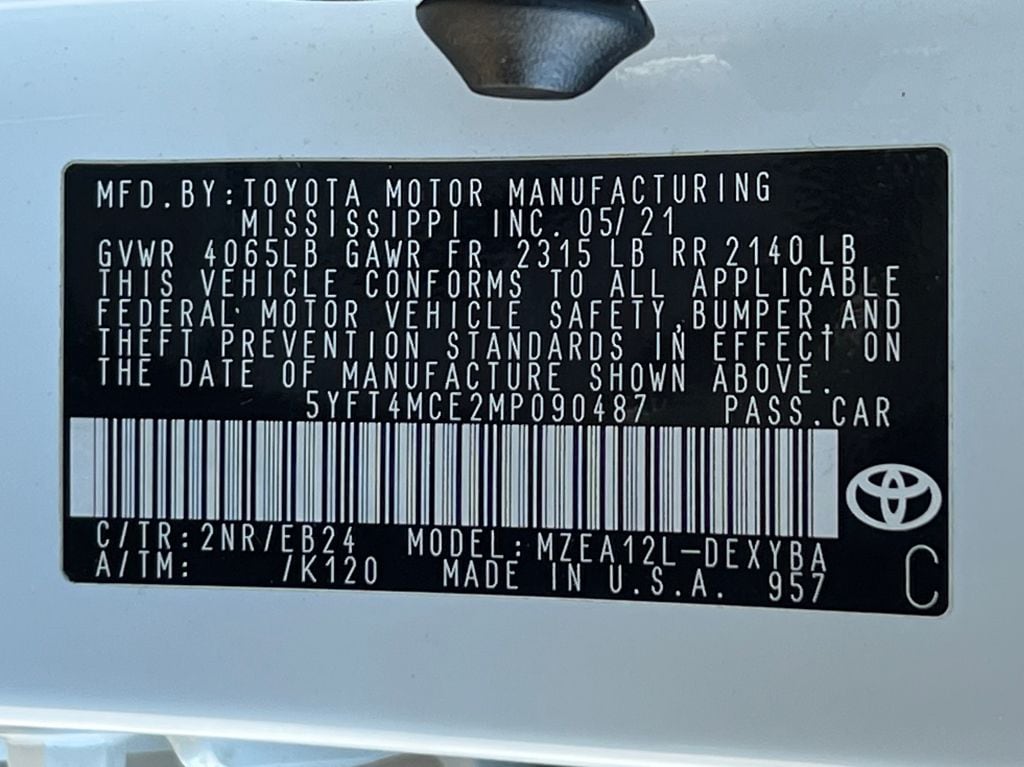 MFD.BY:TOYOTA MOTOR MANUFACTURING
MISSISSIPPI INC. 05/21
GVWR 4065LB GAWR FR 2315 LB RR 2140 LB
THIS VEHICLE CONFORMS TO ALL APPLICABLE
FEDERAL MOTOR VEHICLE SAFETY,BUMPER,AND
THEFT PREVENTION STANDARDS IN EFFECT ON
THE DATE OF MANUFACTURE SHOWN ABOVE.
5YFT4MCE2MP090487 PASS.CAR
C/TR:2NR/EB24 MODEL:MZEA12L-DEXYBA
A/TM: /K120 MADE IN U.S.A. 957
C